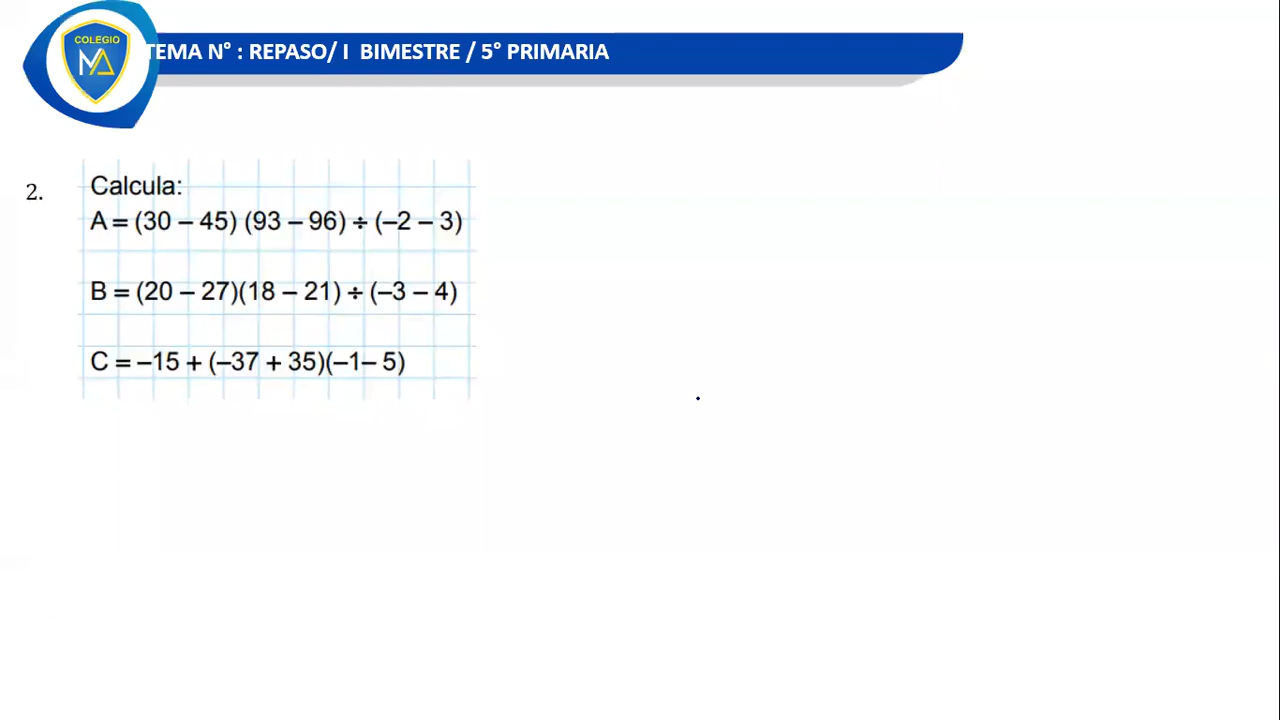 COLEGIO
MA
TEMA N° : REPASO/ I BIMESTRE / 5° PRIMARIA
2.
Calcula:
A = (30 – 45) (93 – 96) ÷ (–2 – 3)
B = (20 – 27)(18 – 21) ÷ (–3 – 4)
C = –15 + (–37 + 35)(–1– 5)